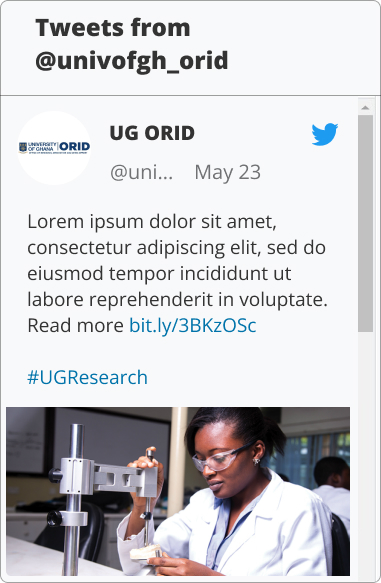 Tweets from
@univofgh_orid
UNIVERSITY
OF GHANA
ORID
UG ORID
@uni... May 23
Lorem ipsum dolor sit amet,
consectetur adipiscing elit, sed do
eiusmod tempor incididunt ut
labore reprehenderit in voluptate.
Read more bit.ly/3BKzOSc
#UGResearch